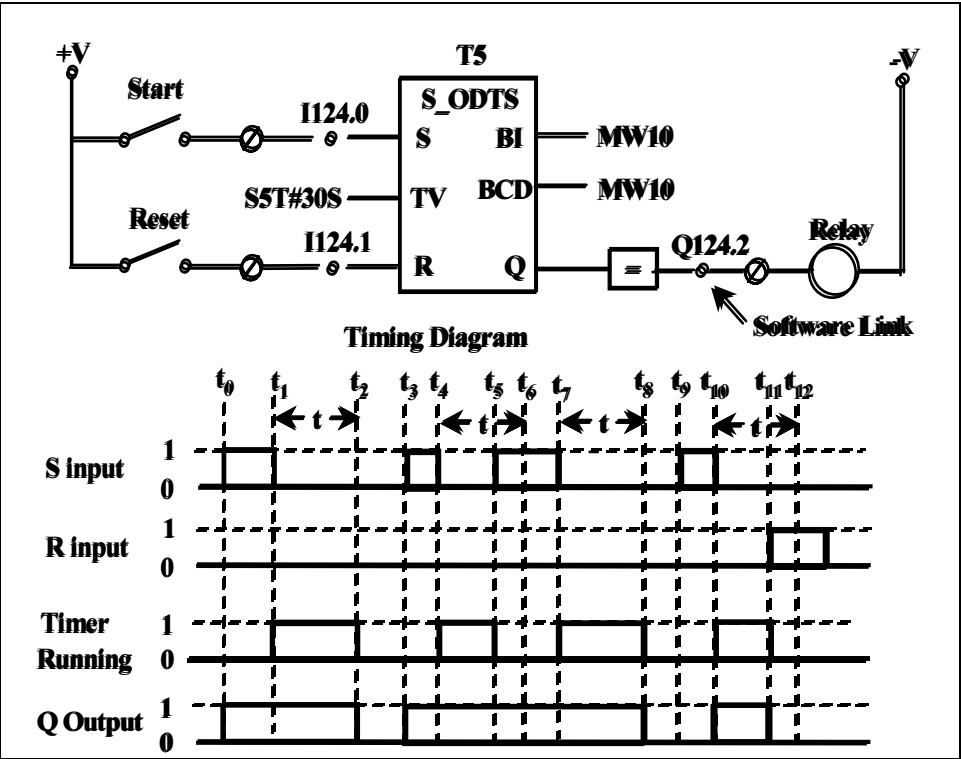 +V
T5
-V
Start
S_ODTS
I124.0
S
BI
MW10
S5T#30S
TV
BCD
MW10
Reset
I124.1
R
Q
=
Q124.2
Relay
Software Link
Timing Diagram
t0 t1 t2 t3 t4 t5 t6 t7 t8 t9 t10 t11 t12
t t t t
S input
1
0
R input
1
0
Timer
Running
1
0
Q Output
1
0